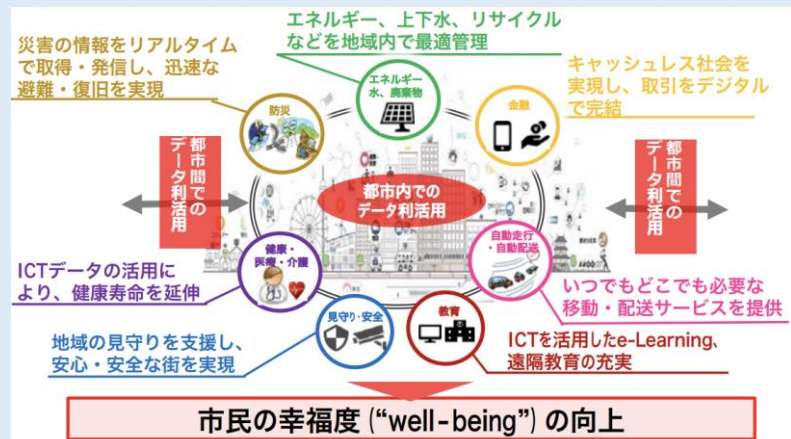 災害の情報をリアルタイム
で取得・発信し、迅速な
避難・復旧を実現
エネルギー、上下水、リサイクル
などを地域内で最適管理
キャッシュレス社会を
実現し、取引をデジタル
で完結
防災
エネルギー
水、廃棄物
金融
都市間での
データ利活用
都市内での
データ利活用
都市間での
データ利活用
健康・
医療・介護
自動走行
・自動配送
ICTデータの活用に
より、健康寿命を延伸
いつでもどこでも必要な
移動・配送サービスを提供
見守り・安全
教育
地域の見守りを支援し、
安心・安全な街を実現
ICTを活用したe-Learning、
遠隔教育の充実
市民の幸福度 (“well-being”) の向上